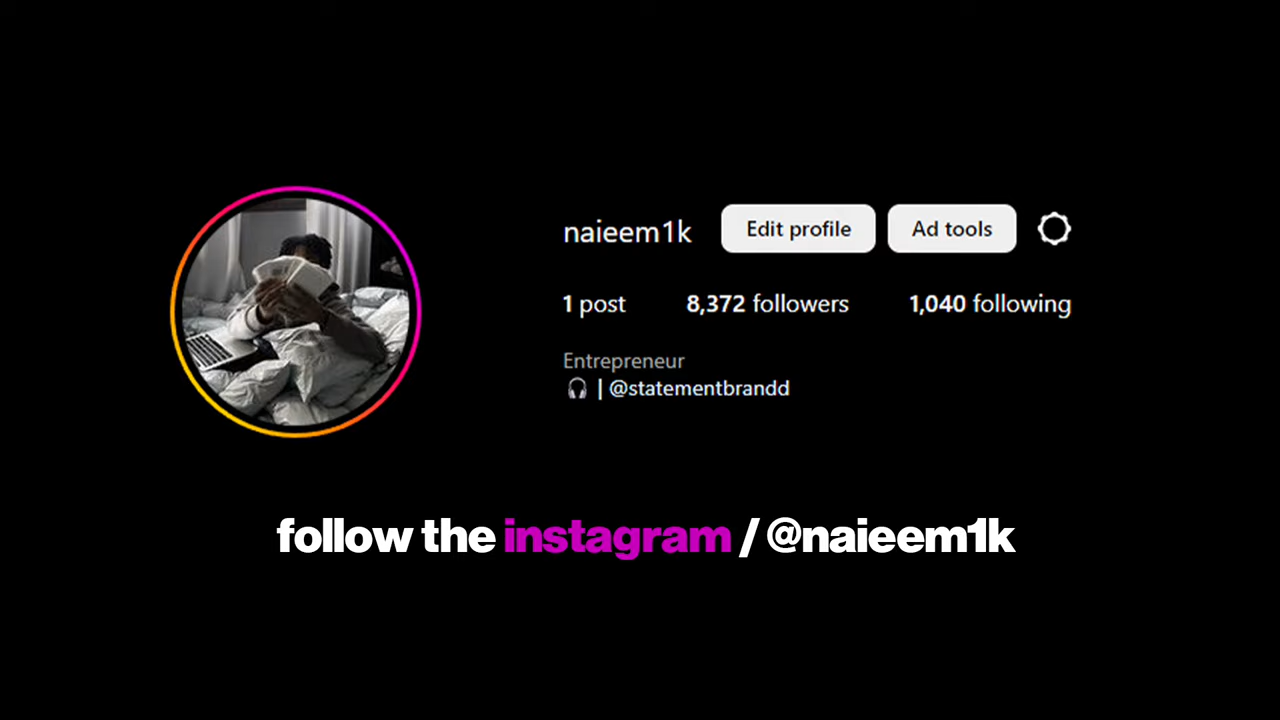 naieem1k Edit profile Ad tools
1 post 8,372 followers 1,040 following
Entrepreneur
🎧 | @statementbrandd
follow the instagram / @naieem1k